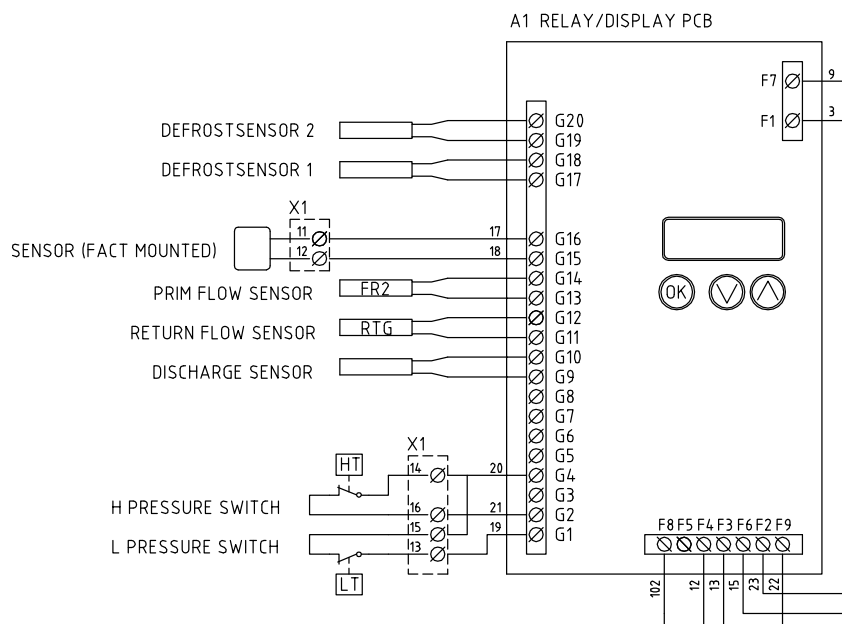 A1 RELAY/DISPLAY PCB
F7 9
F1 3
DEFROSTSENSOR 2 G20
G19
DEFROSTSENSOR 1 G18
G17
X1
11 17 G16
SENSOR (FACT MOUNTED) 12 18 G15
PRIM FLOW SENSOR FR2 G14
G13
RETURN FLOW SENSOR RTG G12
G11
DISCHARGE SENSOR G10
G9
OK
G8
G7
G6
G5
X1
HT 14 20 G4
G3
H PRESSURE SWITCH 16 21 G2
15 19 G1
L PRESSURE SWITCH 13
LT
F8 F5 F4 F3 F6 F2 F9
102 12 13 15 23 22